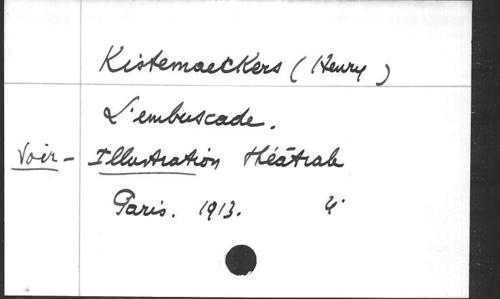 Kistemaeckers (Henry)
L'embuscade.
Voir - Illustration théâtrale
Paris. 1913. 4°